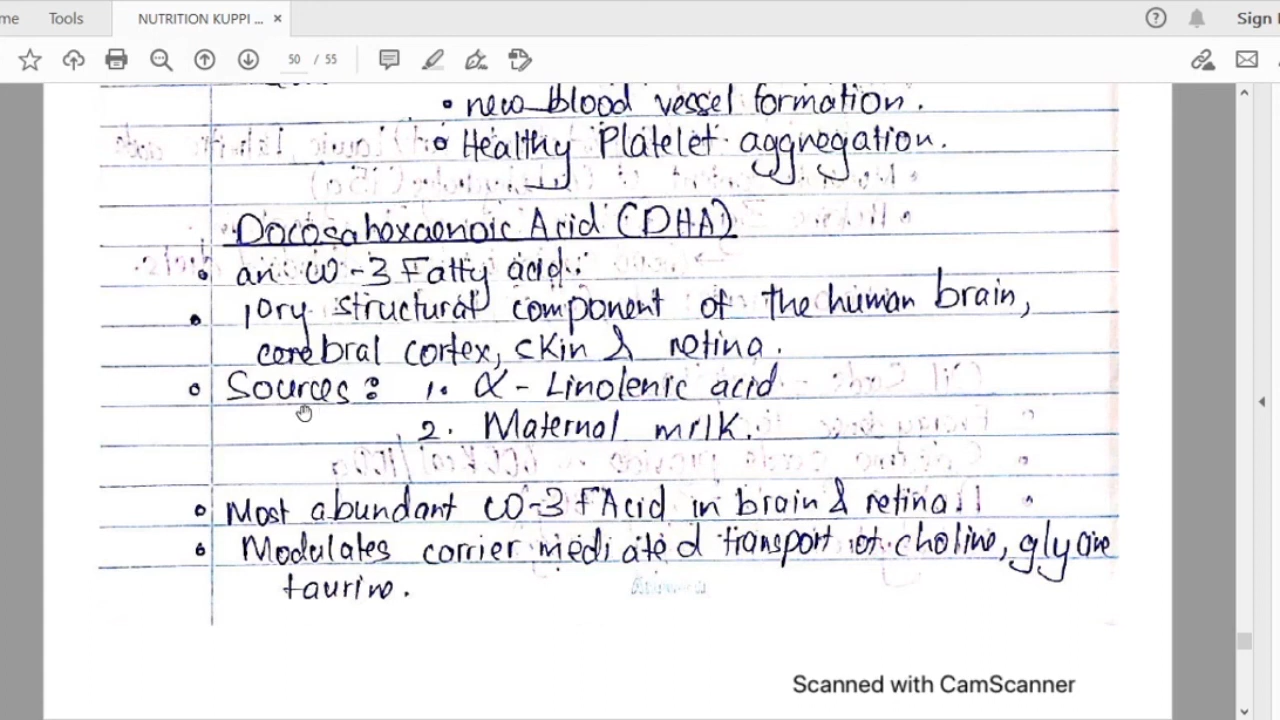 me Tools NUTRITION KUPPI ... × Sign
50 / 55
• new blood vessel formation.
• Healthy Platelet aggregation.
Docosahexaenoic Acid (DHA)
• an ω-3 Fatty acid.
• 1ory structural component of the human brain,
cerebral cortex, skin & retina.
• Sources: 1. α - Linolenic acid
2. Maternal milk.
• Most abundant ω-3 FAcid in brain & retina.
• Modulates carrier mediated transport of choline, glycine
taurine.
Scanned with CamScanner